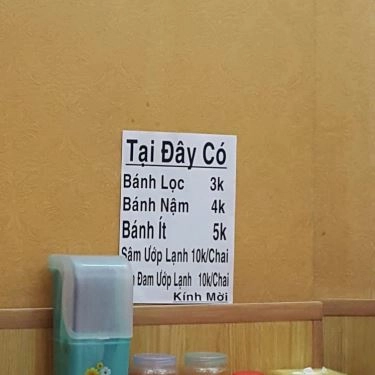 Tại Đây Có
Bánh Lọc 3k
Bánh Nậm 4k
Bánh Ít 5k
Sâm Ướp Lạnh 10k/Chai
Đam Ướp Lạnh 10k/Chai
Kính Mời